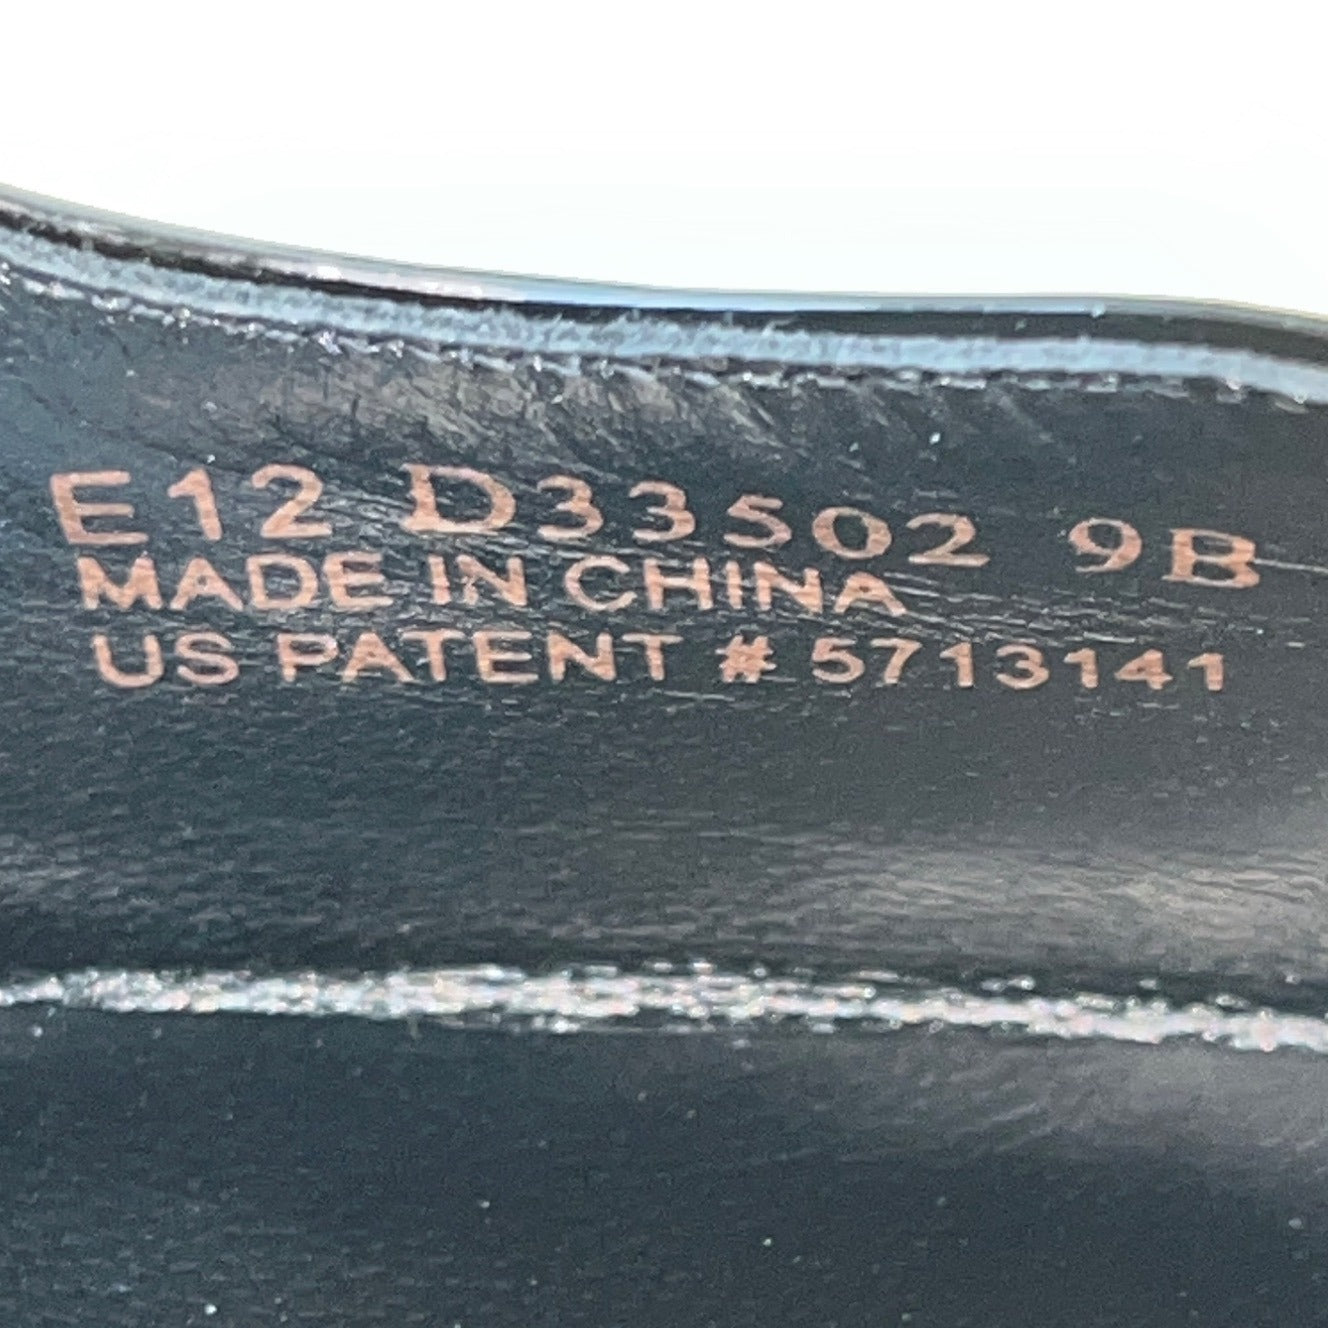 E12 D33502 9B
MADE IN CHINA
US PATENT # 5713141